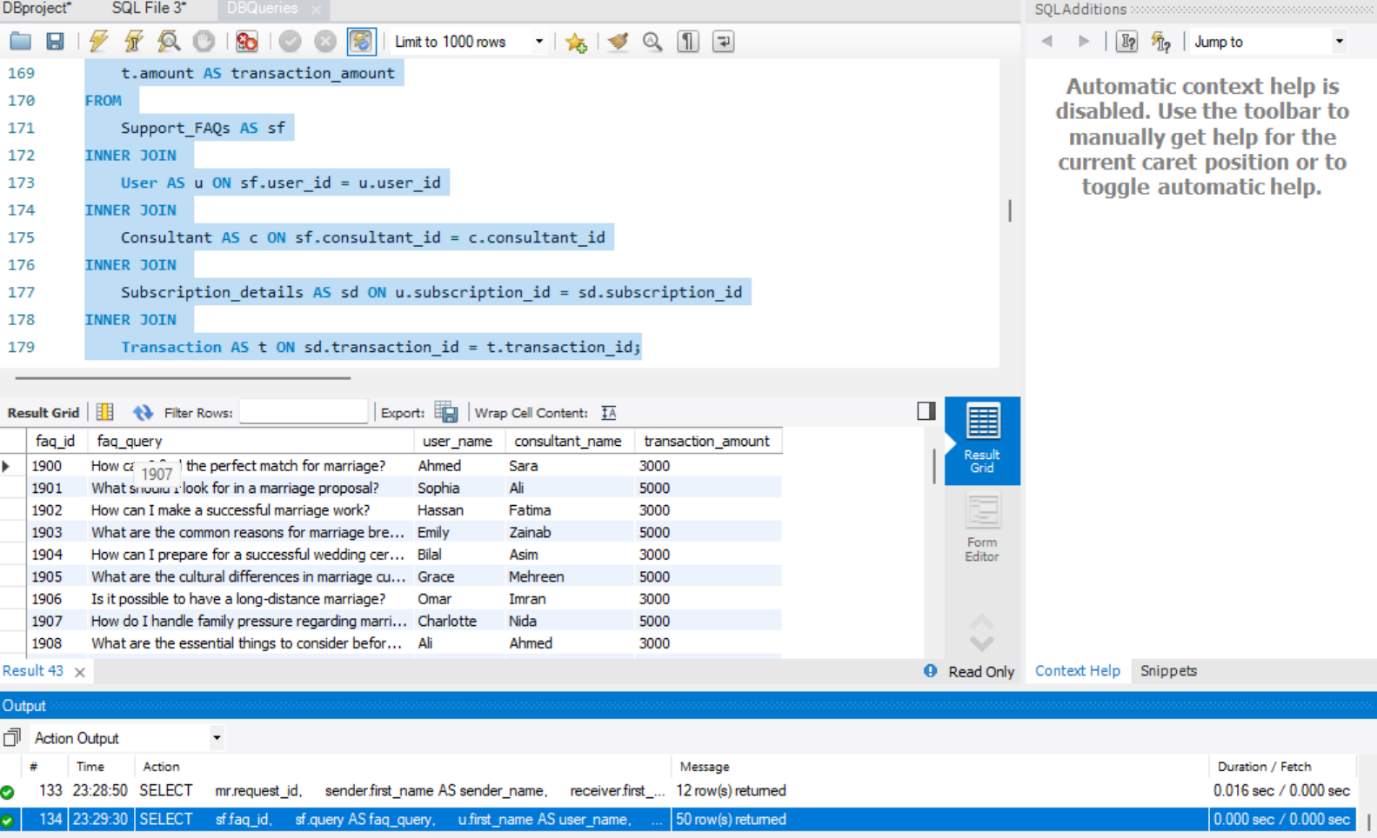 DBproject* SQL File 3* DBQueries
SQLAdditions
Limit to 1000 rows
Jump to
169 t.amount AS transaction_amount
170 FROM
171 Support_FAQs AS sf
172 INNER JOIN
173 User AS u ON sf.user_id = u.user_id
174 INNER JOIN
175 Consultant AS c ON sf.consultant_id = c.consultant_id
176 INNER JOIN
177 Subscription_details AS sd ON u.subscription_id = sd.subscription_id
178 INNER JOIN
179 Transaction AS t ON sd.transaction_id = t.transaction_id;
Automatic context help is
disabled. Use the toolbar to
manually get help for the
current caret position or to
toggle automatic help.
Result Grid Filter Rows: Export: Wrap Cell Content: IA
faq_id faq_query user_name consultant_name transaction_amount
1900 How ca the perfect match for marriage? Ahmed Sara 3000
1907
1901 What should I look for in a marriage proposal? Sophia Ali 5000
1902 How can I make a successful marriage work? Hassan Fatima 3000
1903 What are the common reasons for marriage bre... Emily Zainab 5000
1904 How can I prepare for a successful wedding cer... Bilal Asim 3000
1905 What are the cultural differences in marriage cu... Grace Mehreen 5000
1906 Is it possible to have a long-distance marriage? Omar Imran 3000
1907 How do I handle family pressure regarding marri... Charlotte Nida 5000
1908 What are the essential things to consider befor... Ali Ahmed 3000
Result
Grid
Form
Editor
Result 43
Read Only
Context Help Snippets
Output
Action Output
# Time Action Message Duration / Fetch
133 23:28:50 SELECT mr.request_id, sender.first_name AS sender_name, receiver.first_... 12 row(s) returned 0.016 sec / 0.000 sec
134 23:29:30 SELECT sf.faq_id, sf.query AS faq_query, u.first_name AS user_name, ... 50 row(s) returned 0.000 sec / 0.000 sec